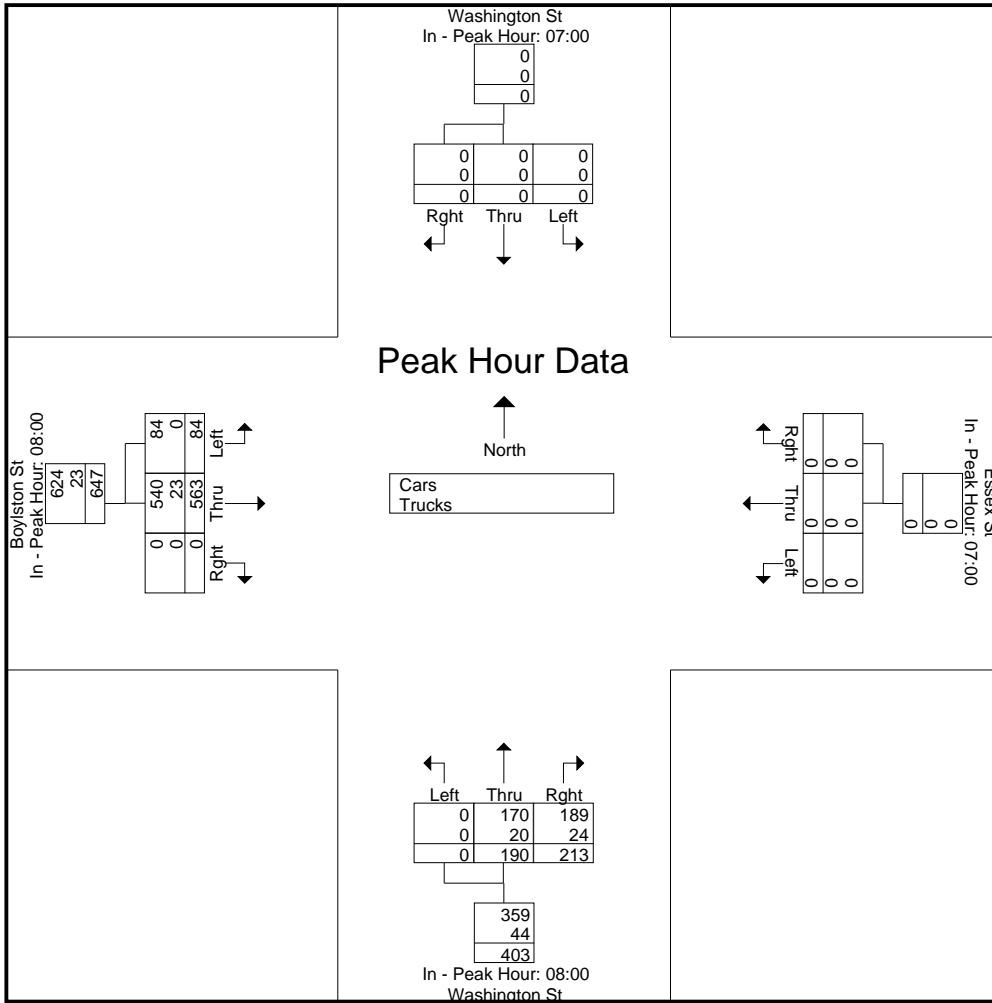 Washington St
In - Peak Hour: 07:00
0
0
0
0 0 0
0 0 0
0 0 0
Rght Thru Left
Peak Hour Data
North
Cars
Trucks
Boylston St
In - Peak Hour: 08:00
624
23
647
84 0 84
Left
540 23 563
Thru
0 0 0
Rght
Rght
0 0 0
Thru
0 0 0
Left
0 0 0
0 0 0
In - Peak Hour: 07:00
Essex St
Left Thru Rght
0 170 189
0 20 24
0 190 213
359
44
403
In - Peak Hour: 08:00
Washington St